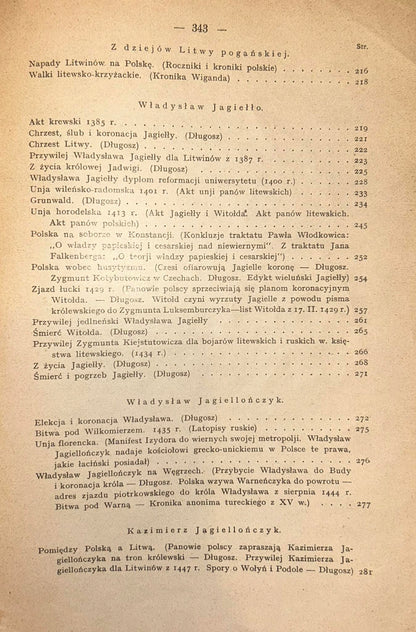 — 343 —
Str.
Z dziejów Litwy pogańskiej.
Napady Litwinów na Polskę. (Roczniki i kroniki polskie) . . . . . . . . 216
Walki litewsko-krzyżackie. (Kronika Wiganda) . . . . . . . . . . . . 218
Władysław Jagiełło.
Akt krewski 1385 r. . . . . . . . . . . . . . . . . . . . . 219
Chrzest, ślub i koronacja Jagiełły. (Długosz) . . . . . . . . . . . . 221
Chrzest Litwy. (Długosz) . . . . . . . . . . . . . . . . . . 222
Przywilej Władysława Jagiełły dla Litwinów z 1387 r. . . . . . . . . . 223
Z życia królowej Jadwigi. (Długosz) . . . . . . . . . . . . . . . 225
Władysława Jagiełły dyplom reformacji uniwersytetu (1400 r.) . . . . . . 228
Unja wileńsko-radomska 1401 r. (Akt unji panów litewskich) . . . . . . 233
Grunwald. (Długosz) . . . . . . . . . . . . . . . . . . . . 234
Unja horodelska 1413 r. (Akt Jagiełły i Witołda. Akt panów litewskich.
Akt panów polskich) . . . . . . . . . . . . . . . . . . 245
Polska na soborze w Konstancji. (Konkluzje traktatu Pawła Włodkowica:
„O władzy papieskiej i cesarskiej nad niewiernymi". Z traktatu Jana
Falkenberga: „O teorji władzy papieskiej i cesarskiej") . . . . . . 252
Polska wobec husytyzmu. (Czesi ofiarowują Jagielle koronę — Długosz.
Zygmunt Korybutowicz w Czechach. Długosz. Edykt wieluński Jagiełły) 254
Zjazd łucki 1429 r. (Panowie polscy sprzeciwiają się planom koronacyjnym
Witołda. — Długosz. Witołd czyni wyrzuty Jagielle z powodu pisma
królewskiego do Zygmunta Luksemburczyka—list Witołda z 17. II. 1429 r.) 257
Przywilej jedlneński Władysława Jagiełły . . . . . . . . . . . . . 261
Śmierć Witołda. (Długosz) . . . . . . . . . . . . . . . . . . 265
Przywilej Zygmunta Kiejstutowicza dla bojarów litewskich i ruskich w. księ-
stwa litewskiego. (1434 r.) . . . . . . . . . . . . . . . . 266
Z życia Jagiełły. (Długosz) . . . . . . . . . . . . . . . . . . 268
Śmierć i pogrzeb Jagiełły. (Długosz) . . . . . . . . . . . . . . . 271
Władysław Jagiellończyk.
Elekcja i koronacja Władysława. (Długosz) . . . . . . . . . . . . . 272
Bitwa pod Wilkomierzem. 1435 r. (Latopisy ruskie) . . . . . . . . . . 275
Unja florencka. (Manifest Izydora do wiernych swojej metropolji. Władysław
Jagiellończyk nadaje kościołowi grecko-unickiemu w Polsce te prawa,
jakie łaciński posiadał) . . . . . . . . . . . . . . . . . 276
Władysław Jagiellończyk na Węgrzech. (Przybycie Władysława do Budy
i koronacja króla — Długosz. Polska wzywa Warneńczyka do powrotu —
adres zjazdu piotrkowskiego do króla Władysława z sierpnia 1444 r.
Bitwa pod Warną — Kronika anonima tureckiego z XV w.) . . . . . 277
Kazimierz Jagiellończyk.
Pomiędzy Polską a Litwą. (Panowie polscy zapraszają Kazimierza Ja-
giellończyka na tron królewski — Długosz. Przywilej Kazimierza Ja-
giellończyka dla Litwinów z 1447 r. Spory o Wołyń i Podole — Długosz) 281